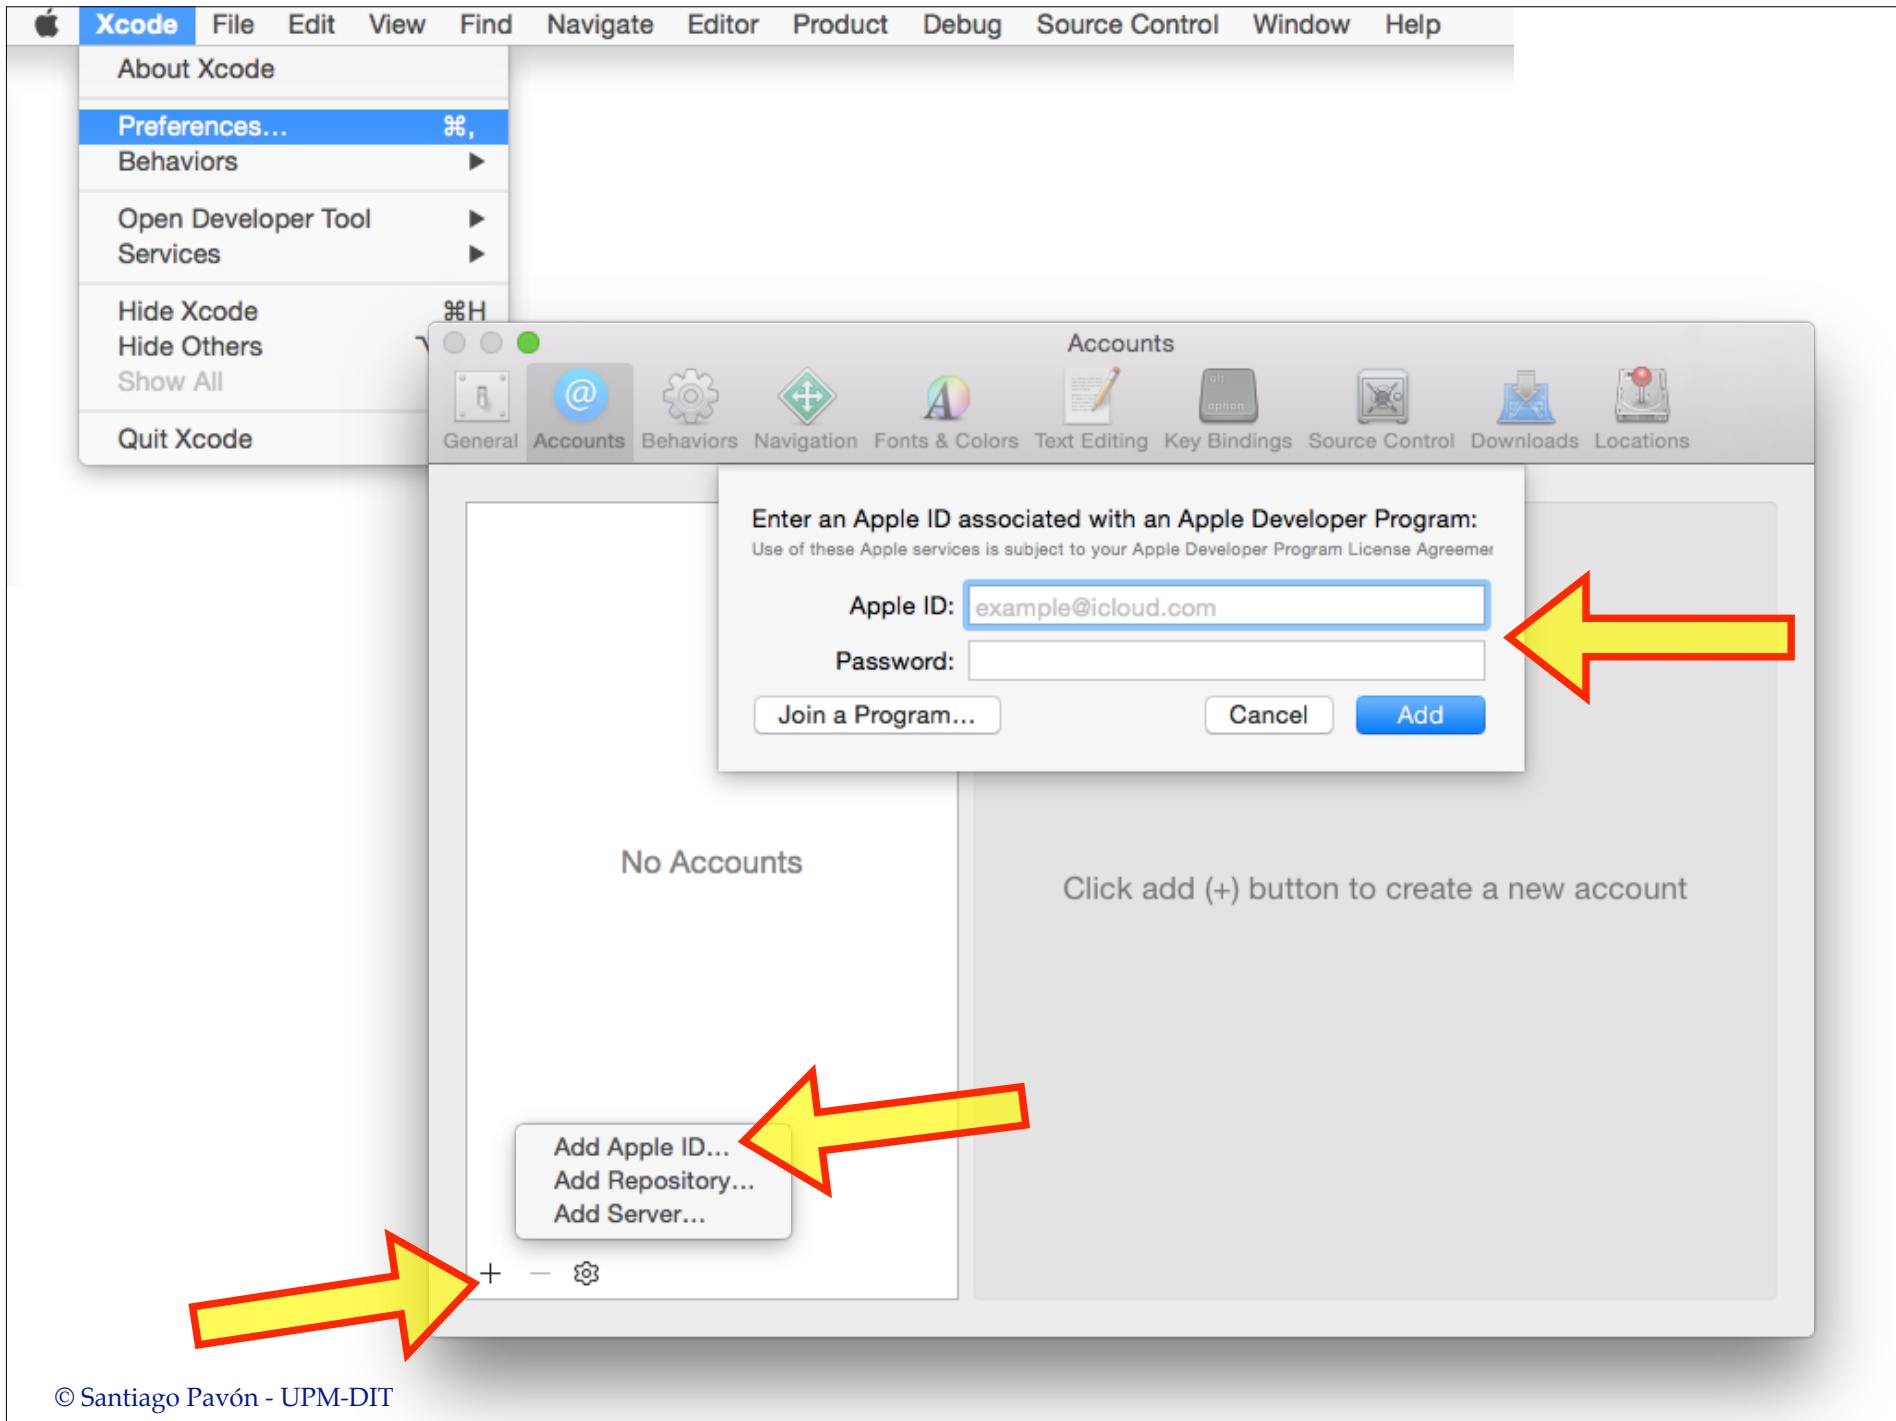 Xcode File Edit View Find Navigate Editor Product Debug Source Control Window Help
About Xcode
Preferences... ⌘,
Behaviors
Open Developer Tool
Services
Hide Xcode ⌘H
Hide Others
Show All
Quit Xcode
Accounts
alt
option
General Accounts Behaviors Navigation Fonts & Colors Text Editing Key Bindings Source Control Downloads Locations
Enter an Apple ID associated with an Apple Developer Program:
Use of these Apple services is subject to your Apple Developer Program License Agreemer
Apple ID: example@icloud.com
Password:
Join a Program... Cancel Add
No Accounts
Click add (+) button to create a new account
Add Apple ID...
Add Repository...
Add Server...
© Santiago Pavón - UPM-DIT